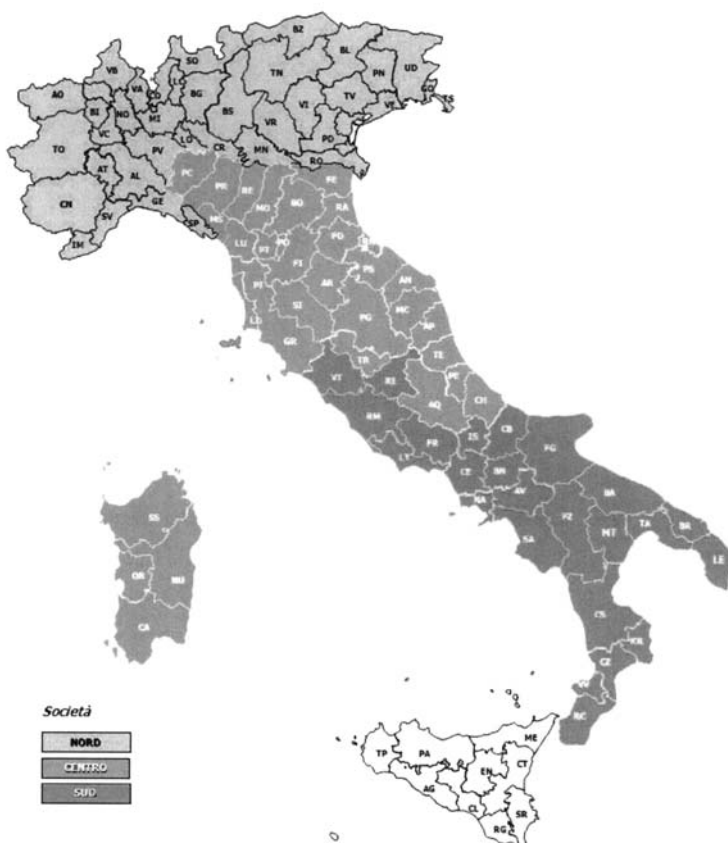 BZ
SO
BL
VB
TN
PN
UD
LC
AO
VA
CO
BG
TV
GO
TS
BI
NO
MI
BS
VI
VE
VC
VR
PD
TO
PV
LO
CR
MN
RO
AT
PC
FE
AL
PR
RE
MO
BO
RA
CN
GE
MS
SV
SP
LU
PT
PO
FO
IM
FI
PS
PI
AR
AN
SI
MC
LI
PG
AP
GR
TE
TR
VT
RI
PE
AQ
CH
RM
IS
CB
FR
FG
LT
CE
BN
BA
NA
AV
SS
PZ
TA
BR
SA
MT
LE
OR
NU
CS
CA
KR
CZ
VV
RC
Società
NORD
CENTRO
SUD
ME
TP
PA
EN
CT
AG
CL
SR
RG